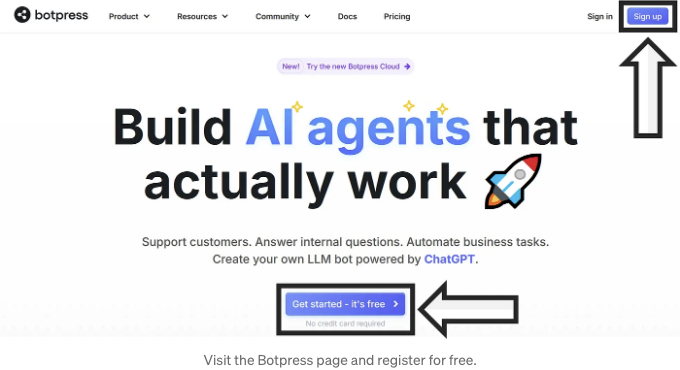 botpress Product Resources Community Docs Pricing Sign in Sign up
New! Try the new Botpress Cloud →
Build AI agents that
actually work 🚀
Support customers. Answer internal questions. Automate business tasks.
Create your own LLM bot powered by ChatGPT.
Get started - it's free
No credit card required
Visit the Botpress page and register for free.